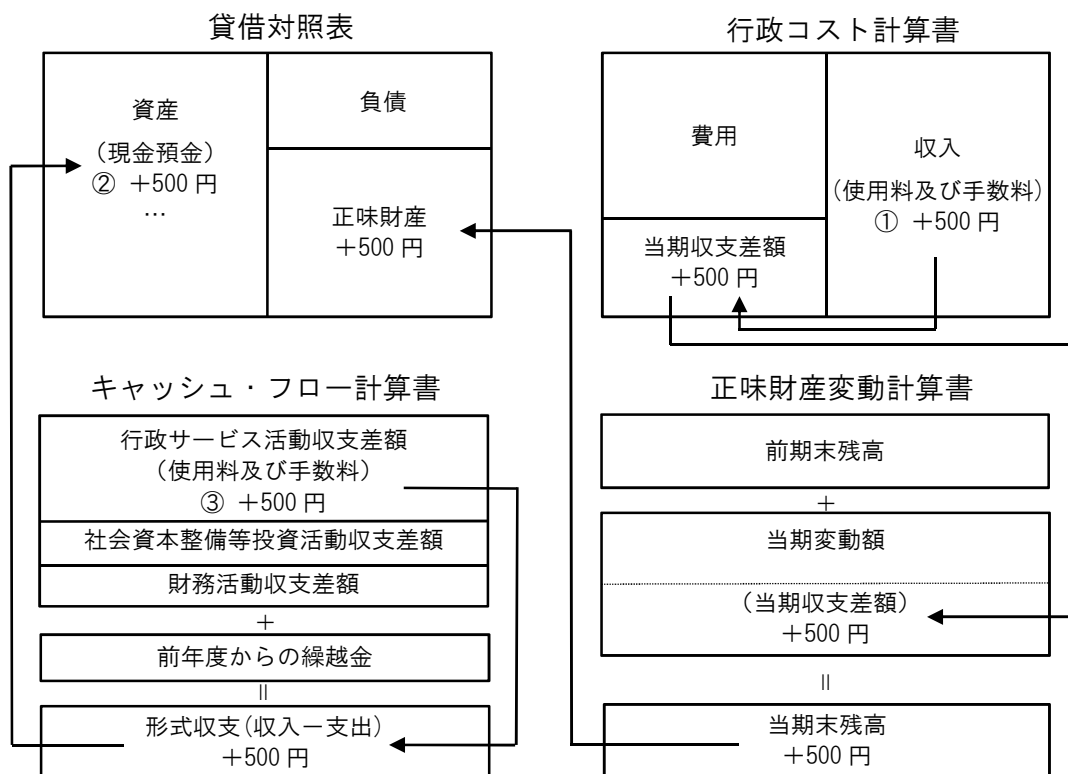 貸借対照表
資産
（現金預金）
② ＋500 円
…
負債
正味財産
＋500 円
行政コスト計算書
費用
当期収支差額
＋500 円
収入
（使用料及び手数料）
① ＋500 円
キャッシュ・フロー計算書
行政サービス活動収支差額
（使用料及び手数料）
③ ＋500 円
社会資本整備等投資活動収支差額
財務活動収支差額
＋
前年度からの繰越金
＝
形式収支（収入－支出）
＋500 円
正味財産変動計算書
前期末残高
＋
当期変動額
（当期収支差額）
＋500 円
＝
当期末残高
＋500 円